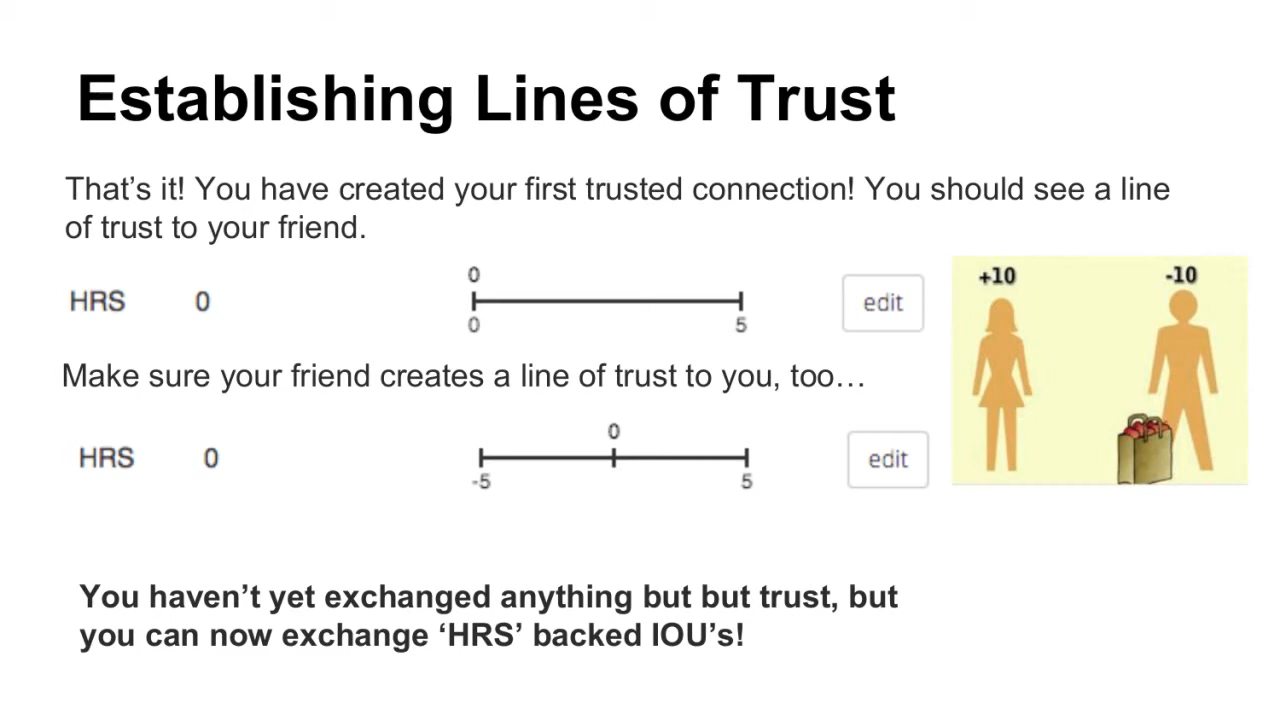 Establishing Lines of Trust
That’s it! You have created your first trusted connection! You should see a line
of trust to your friend.
0
HRS 0 edit
0 5
+10 -10
Make sure your friend creates a line of trust to you, too…
0
HRS 0 edit
-5 5
You haven’t yet exchanged anything but but trust, but
you can now exchange ‘HRS’ backed IOU’s!